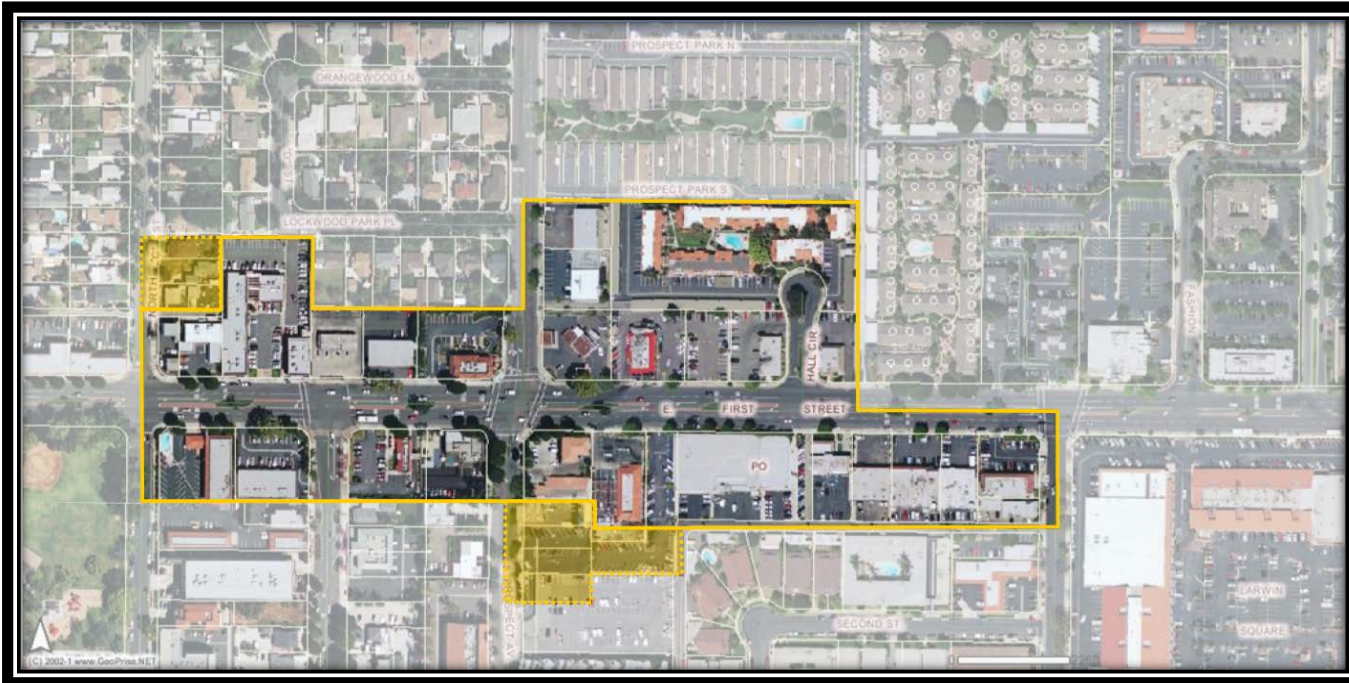 PROSPECT PARK N
ORANGEWOOD LN
PROSPECT PARK S
LOCKWOOD PARK PL
HALL CIR
E FIRST STREET
PO
SECOND ST
LARWIN
SQUARE
(C) 2002-1 www.GeoPrise.NET